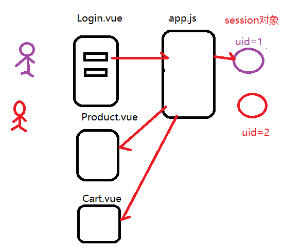 Login.vue
app.js
session对象
uid=1
uid=2
Product.vue
Cart.vue